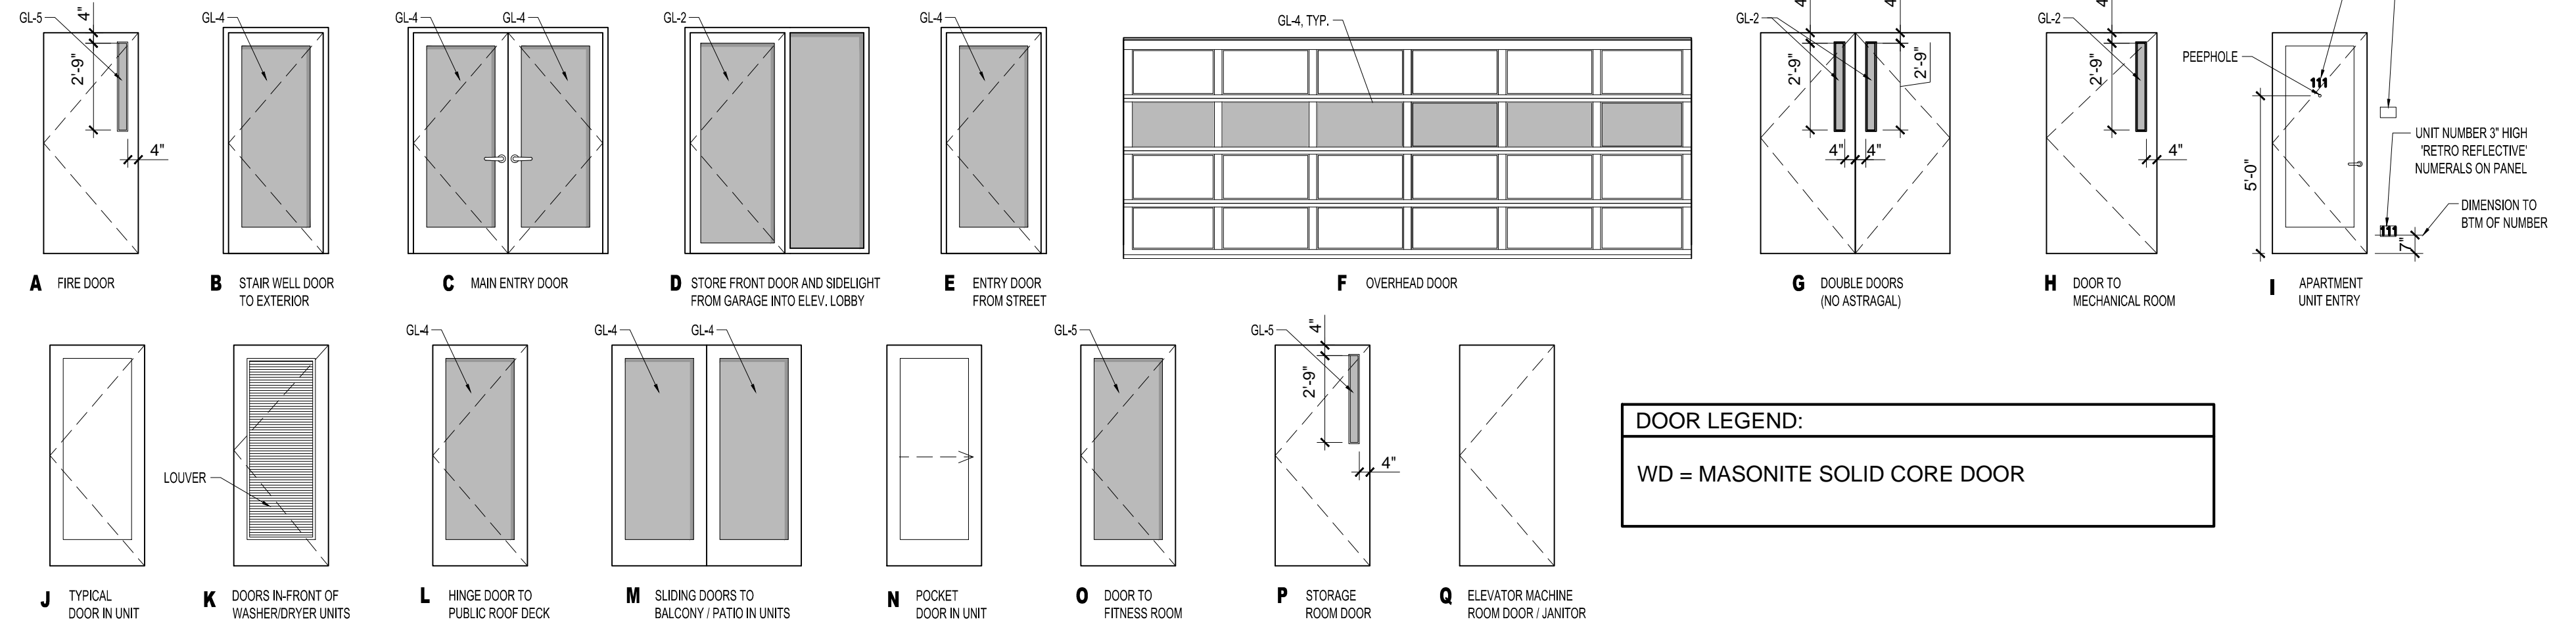 GL-5
4"
2'-9"
4"
A FIRE DOOR
GL-4
B STAIR WELL DOOR
TO EXTERIOR
GL-4
GL-4
C MAIN ENTRY DOOR
GL-2
D STORE FRONT DOOR AND SIDELIGHT
FROM GARAGE INTO ELEV. LOBBY
GL-4
E ENTRY DOOR
FROM STREET
GL-4, TYP.
F OVERHEAD DOOR
GL-2
4
4
2'-9"
2'-9"
4"
4"
G DOUBLE DOORS
(NO ASTRAGAL)
GL-2
4
2'-9"
4"
H DOOR TO
MECHANICAL ROOM
PEEPHOLE
111
5'-0"
UNIT NUMBER 3" HIGH
'RETRO REFLECTIVE'
NUMERALS ON PANEL
111
7"
DIMENSION TO
BTM OF NUMBER
I APARTMENT
UNIT ENTRY
J TYPICAL
DOOR IN UNIT
LOUVER
K DOORS IN-FRONT OF
WASHER/DRYER UNITS
GL-4
L HINGE DOOR TO
PUBLIC ROOF DECK
GL-4
GL-4
M SLIDING DOORS TO
BALCONY / PATIO IN UNITS
N POCKET
DOOR IN UNIT
GL-5
O DOOR TO
FITNESS ROOM
GL-5
4"
2'-9"
4"
P STORAGE
ROOM DOOR
Q ELEVATOR MACHINE
ROOM DOOR / JANITOR
DOOR LEGEND:
WD = MASONITE SOLID CORE DOOR